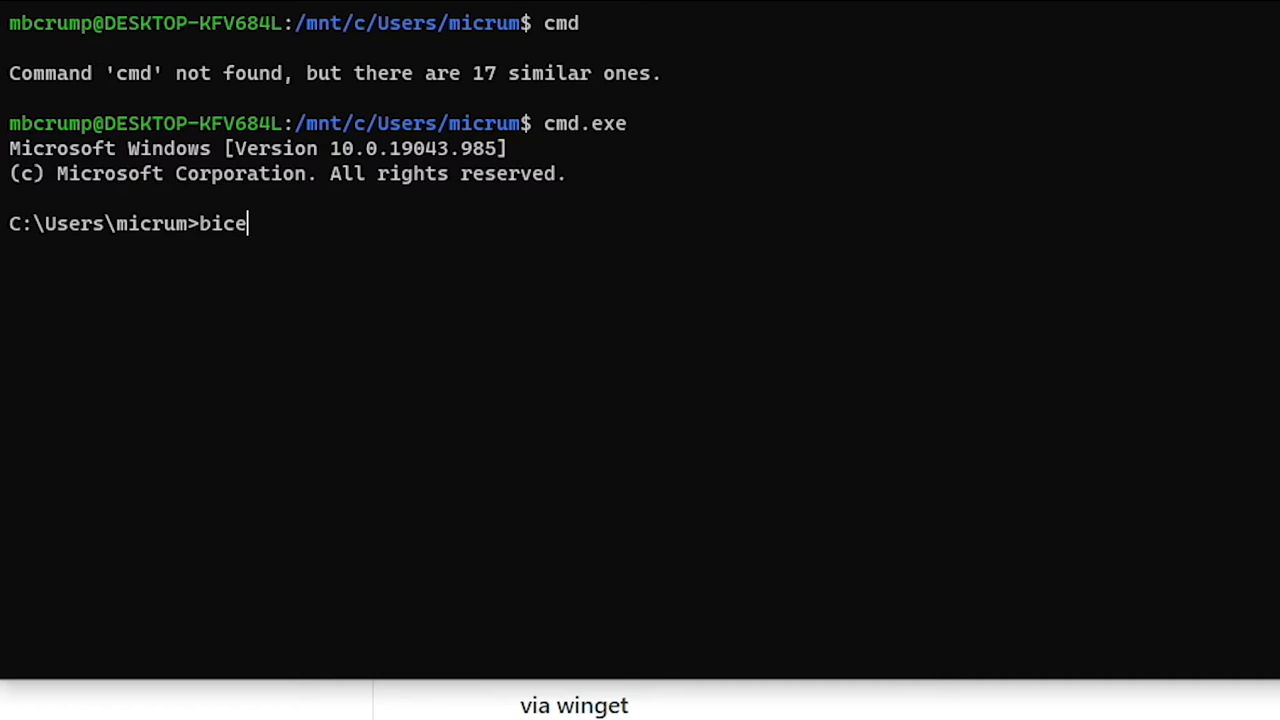 mbcrump@DESKTOP-KFV684L:/mnt/c/Users/micrum$ cmd
Command 'cmd' not found, but there are 17 similar ones.
mbcrump@DESKTOP-KFV684L:/mnt/c/Users/micrum$ cmd.exe
Microsoft Windows [Version 10.0.19043.985]
(c) Microsoft Corporation. All rights reserved.
C:\Users\micrum>bice
via winget